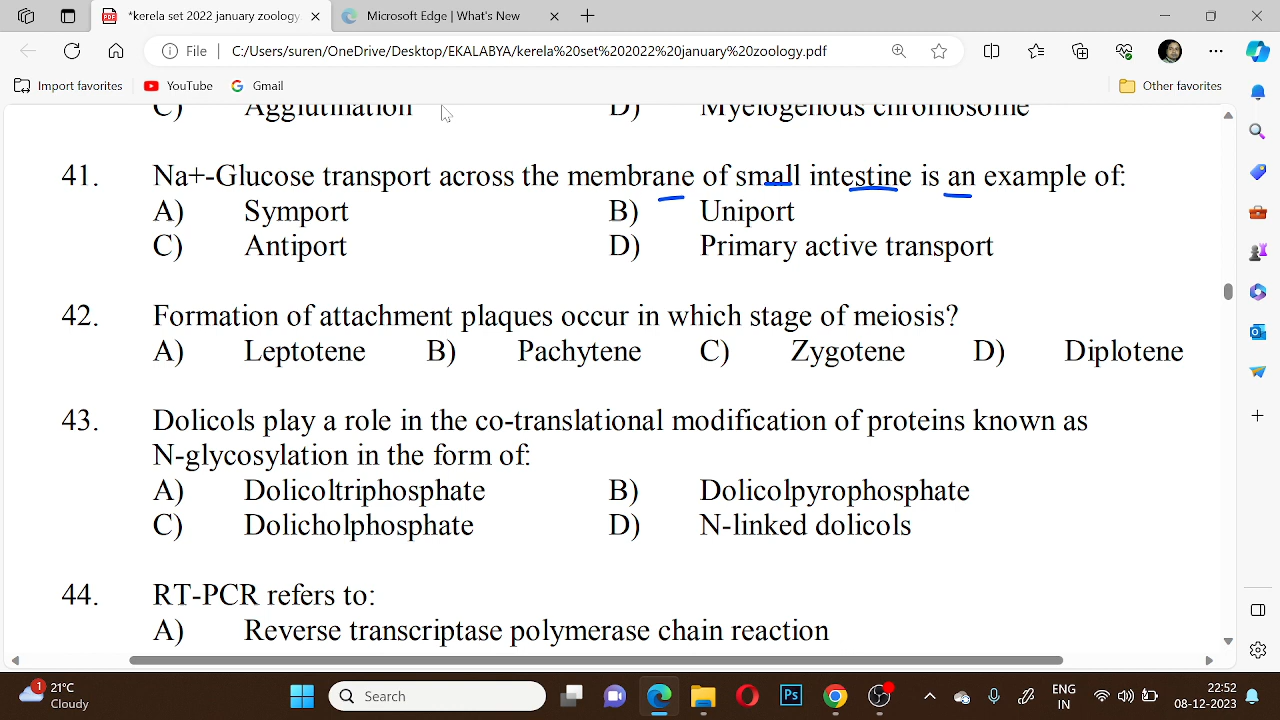 *kerela set 2022 january zoology
Microsoft Edge | What's New
File
C:/Users/suren/OneDrive/Desktop/EKALABYA/kerela%20set%202022%20january%20zoology.pdf
Import favorites
YouTube
Gmail
Other favorites
C) Agglutination D) Myelogenous chromosome
41. Na+-Glucose transport across the membrane of small intestine is an example of:
A) Symport B) Uniport
C) Antiport D) Primary active transport
42. Formation of attachment plaques occur in which stage of meiosis?
A) Leptotene B) Pachytene C) Zygotene D) Diplotene
43. Dolicols play a role in the co-translational modification of proteins known as
N-glycosylation in the form of:
A) Dolicoltriphosphate B) Dolicolpyrophosphate
C) Dolicholphosphate D) N-linked dolicols
44. RT-PCR refers to:
A) Reverse transcriptase polymerase chain reaction
1
21°C
Cloudy
Search
Ps
ENG
IN
22:52
08-12-2023